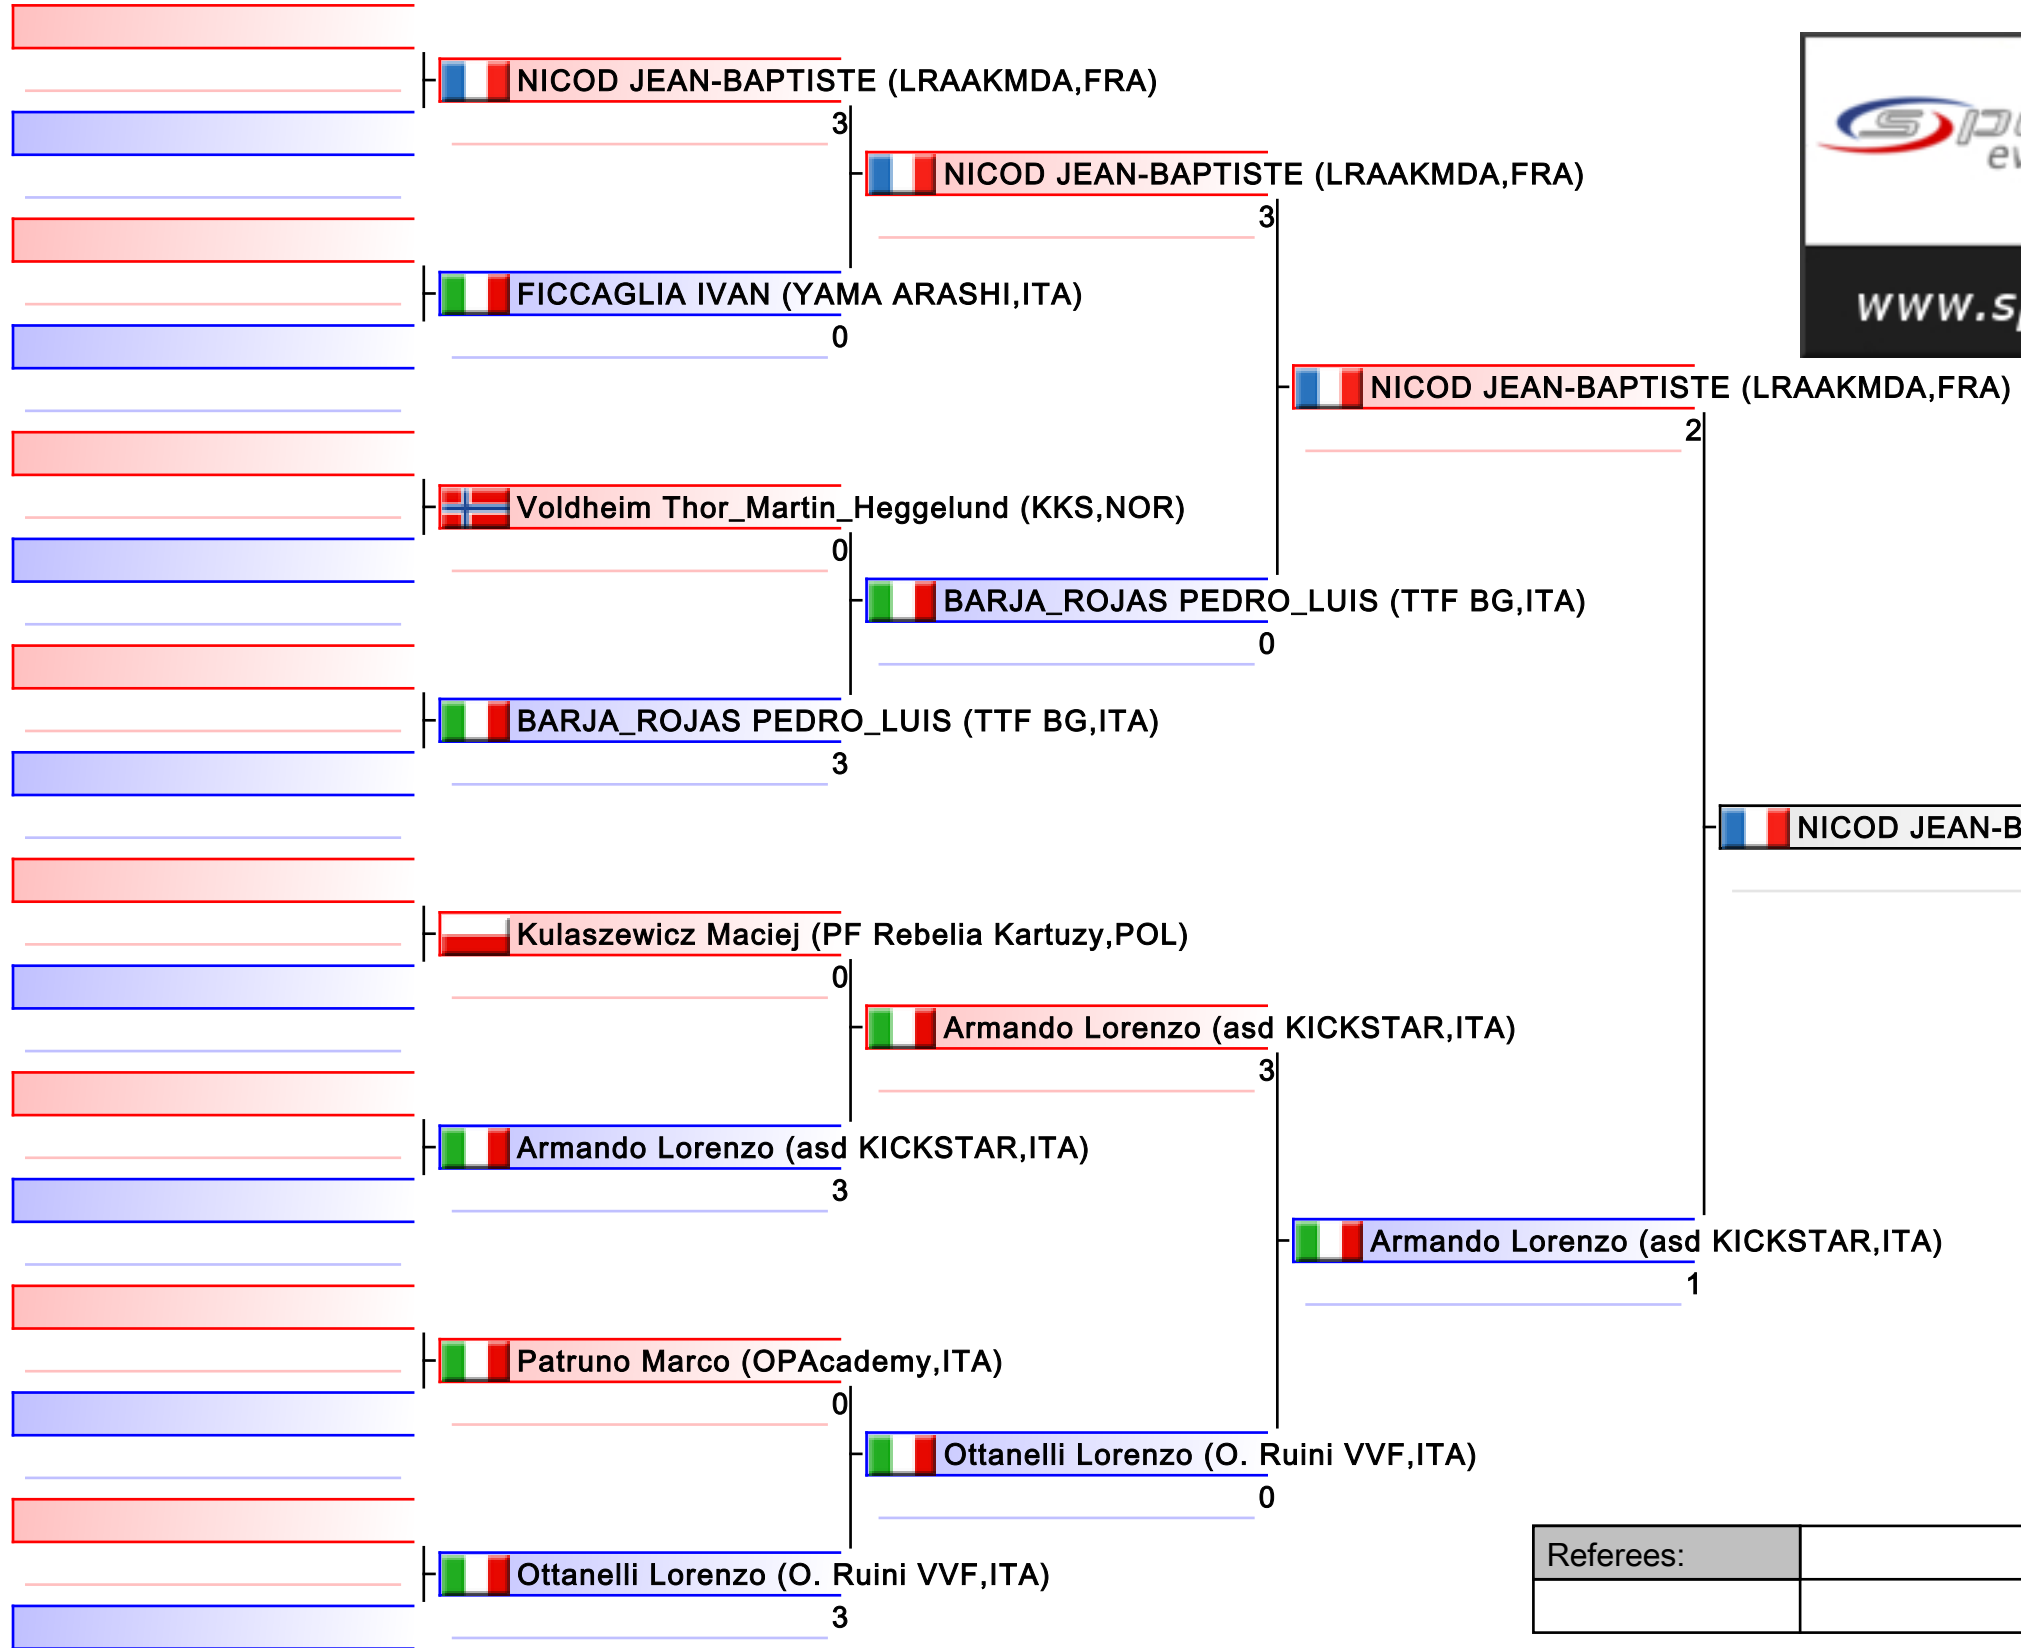 NICOD JEAN-BAPTISTE (LRAAKMDA,FRA)
3
NICOD JEAN-BAPTISTE (LRAAKMDA,FRA)
3
FICCAGLIA IVAN (YAMA ARASHI,ITA)
0
www.s
NICOD JEAN-BAPTISTE (LRAAKMDA,FRA)
2
Voldheim Thor_Martin_Heggelund (KKS,NOR)
0
BARJA_ROJAS PEDRO_LUIS (TTF BG,ITA)
0
BARJA_ROJAS PEDRO_LUIS (TTF BG,ITA)
3
NICOD JEAN-B
Kulaszewicz Maciej (PF Rebelia Kartuzy,POL)
0
Armando Lorenzo (asd KICKSTAR,ITA)
3
Armando Lorenzo (asd KICKSTAR,ITA)
3
Armando Lorenzo (asd KICKSTAR,ITA)
1
Patruno Marco (OPAcademy,ITA)
0
Ottanelli Lorenzo (O. Ruini VVF,ITA)
0
Ottanelli Lorenzo (O. Ruini VVF,ITA)
3
Referees: